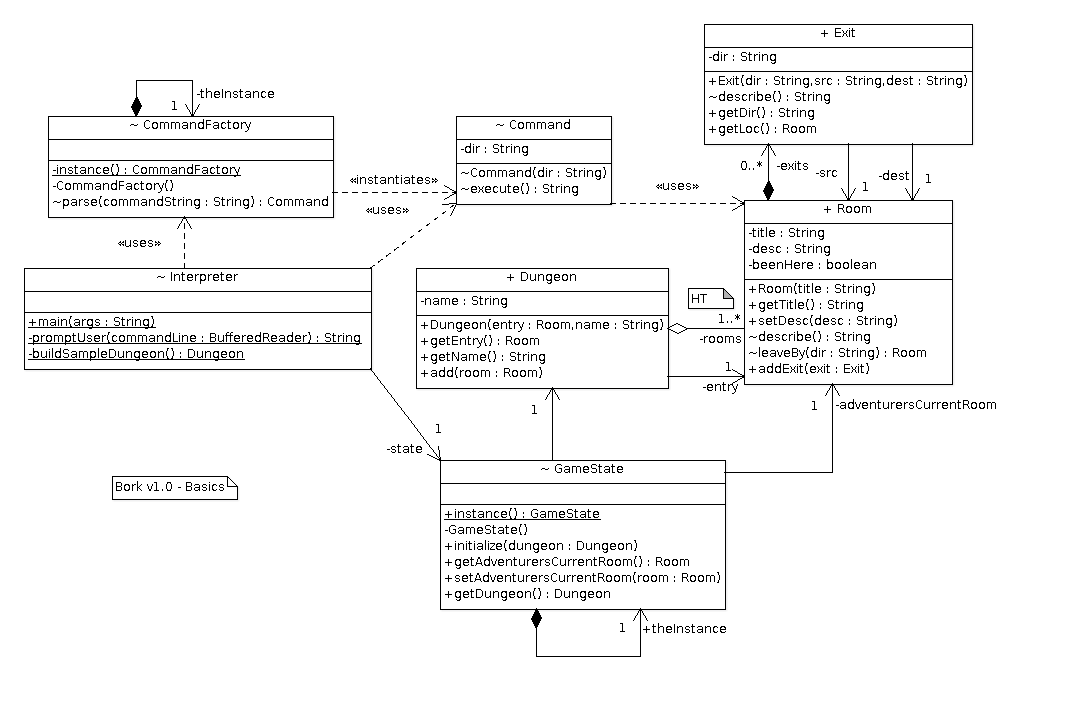 + Exit
-dir : String
+Exit(dir : String,src : String,dest : String)
~describe() : String
+getDir() : String
+getLoc() : Room
-theInstance
1
~ CommandFactory
-instance() : CommandFactory
-CommandFactory()
~parse(commandString : String) : Command
«instantiates»
«uses»
«uses»
~ Command
-dir : String
~Command(dir : String)
~execute() : String
«uses»
0..*
-exits
-src
1
-dest
1
+ Room
-title : String
-desc : String
-beenHere : boolean
+Room(title : String)
+getTitle() : String
+setDesc(desc : String)
~describe() : String
~leaveBy(dir : String) : Room
+addExit(exit : Exit)
~ Interpreter
+main(args : String)
-promptUser(commandLine : BufferedReader) : String
-buildSampleDungeon() : Dungeon
+ Dungeon
-name : String
+Dungeon(entry : Room,name : String)
+getEntry() : Room
+getName() : String
+add(room : Room)
HT
1..*
-rooms
1
-entry
1
1
-adventurersCurrentRoom
1
-state
~ GameState
+instance() : GameState
-GameState()
+initialize(dungeon : Dungeon)
+getAdventurersCurrentRoom() : Room
+setAdventurersCurrentRoom(room : Room)
+getDungeon() : Dungeon
1
+theInstance
Bork v1.0 - Basics